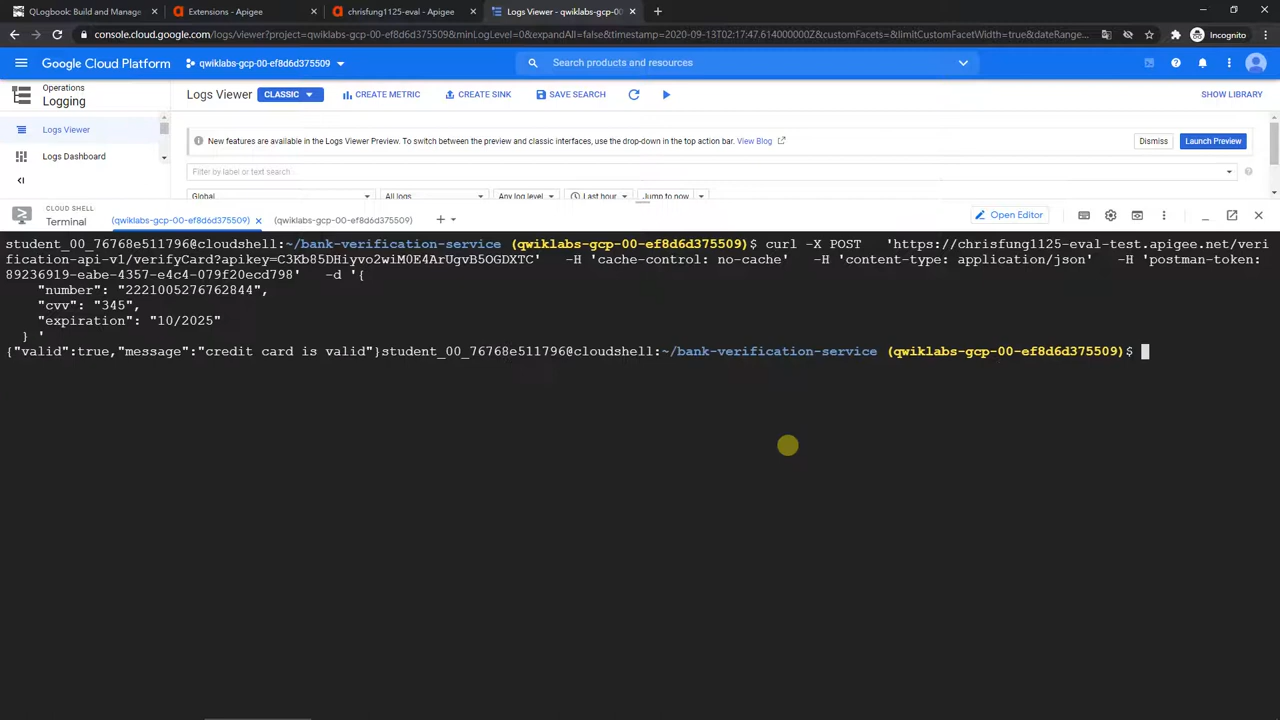 QLogbook: Build and Manage
Extensions - Apigee
chrisfung1125-eval - Apigee
Logs Viewer - qwiklabs-gcp-00
console.cloud.google.com/logs/viewer?project=qwiklabs-gcp-00-ef8d6d375509&minLogLevel=0&expandAll=false&timestamp=2020-09-13T02:17:47.614000000Z&customFacets=&limitCustomFacetWidth=true&dateRange...
Incognito
Google Cloud Platform
qwiklabs-gcp-00-ef8d6d375509
Search products and resources
Operations
Logging
Logs Viewer
CLASSIC
CREATE METRIC
CREATE SINK
SAVE SEARCH
SHOW LIBRARY
Logs Viewer
Logs Dashboard
New features are available in the Logs Viewer Preview. To switch between the preview and classic interfaces, use the drop-down in the top action bar. View Blog
Dismiss
Launch Preview
Filter by label or text search
Global
All logs
Any log level
Last hour
Jump to now
CLOUD SHELL
Terminal
(qwiklabs-gcp-00-ef8d6d375509)
(qwiklabs-gcp-00-ef8d6d375509)
Open Editor
student_00_76768e511796@cloudshell:~/bank-verification-service (qwiklabs-gcp-00-ef8d6d375509)$ curl -X POST   'https://chrisfung1125-eval-test.apigee.net/veri
fication-api-v1/verifyCard?apikey=C3Kb85DHiyvo2wiM0E4ArUgvB5OGDXTC'   -H 'cache-control: no-cache'   -H 'content-type: application/json'   -H 'postman-token:
89236919-eabe-4357-e4c4-079f20ecd798'   -d '{
"number": "2221005276762844",
"cvv": "345",
"expiration": "10/2025"
} '
{"valid":true,"message":"credit card is valid"}student_00_76768e511796@cloudshell:~/bank-verification-service (qwiklabs-gcp-00-ef8d6d375509)$